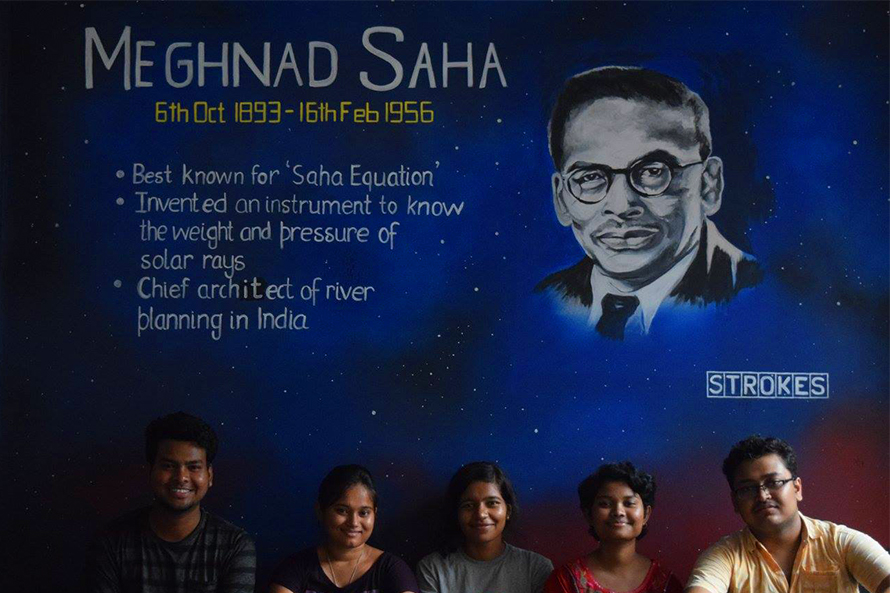 MEGHNAD SAHA
6th Oct 1893 - 16th Feb 1956
• Best known for 'Saha Equation'
• Invented an instrument to know
the weight and pressure of
solar rays
• Chief architect of river
planning in India
STROKES